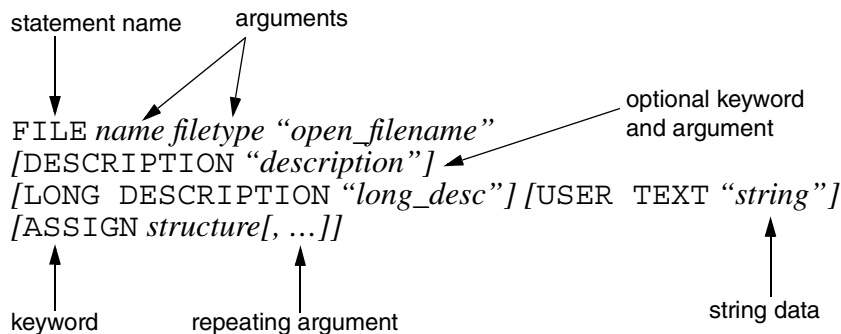 statement name
arguments
FILE name filetype “open_filename”
optional keyword
and argument
[DESCRIPTION “description”]
[LONG DESCRIPTION “long_desc”] [USER TEXT “string”]
[ASSIGN structure[, …]]
keyword
repeating argument
string data